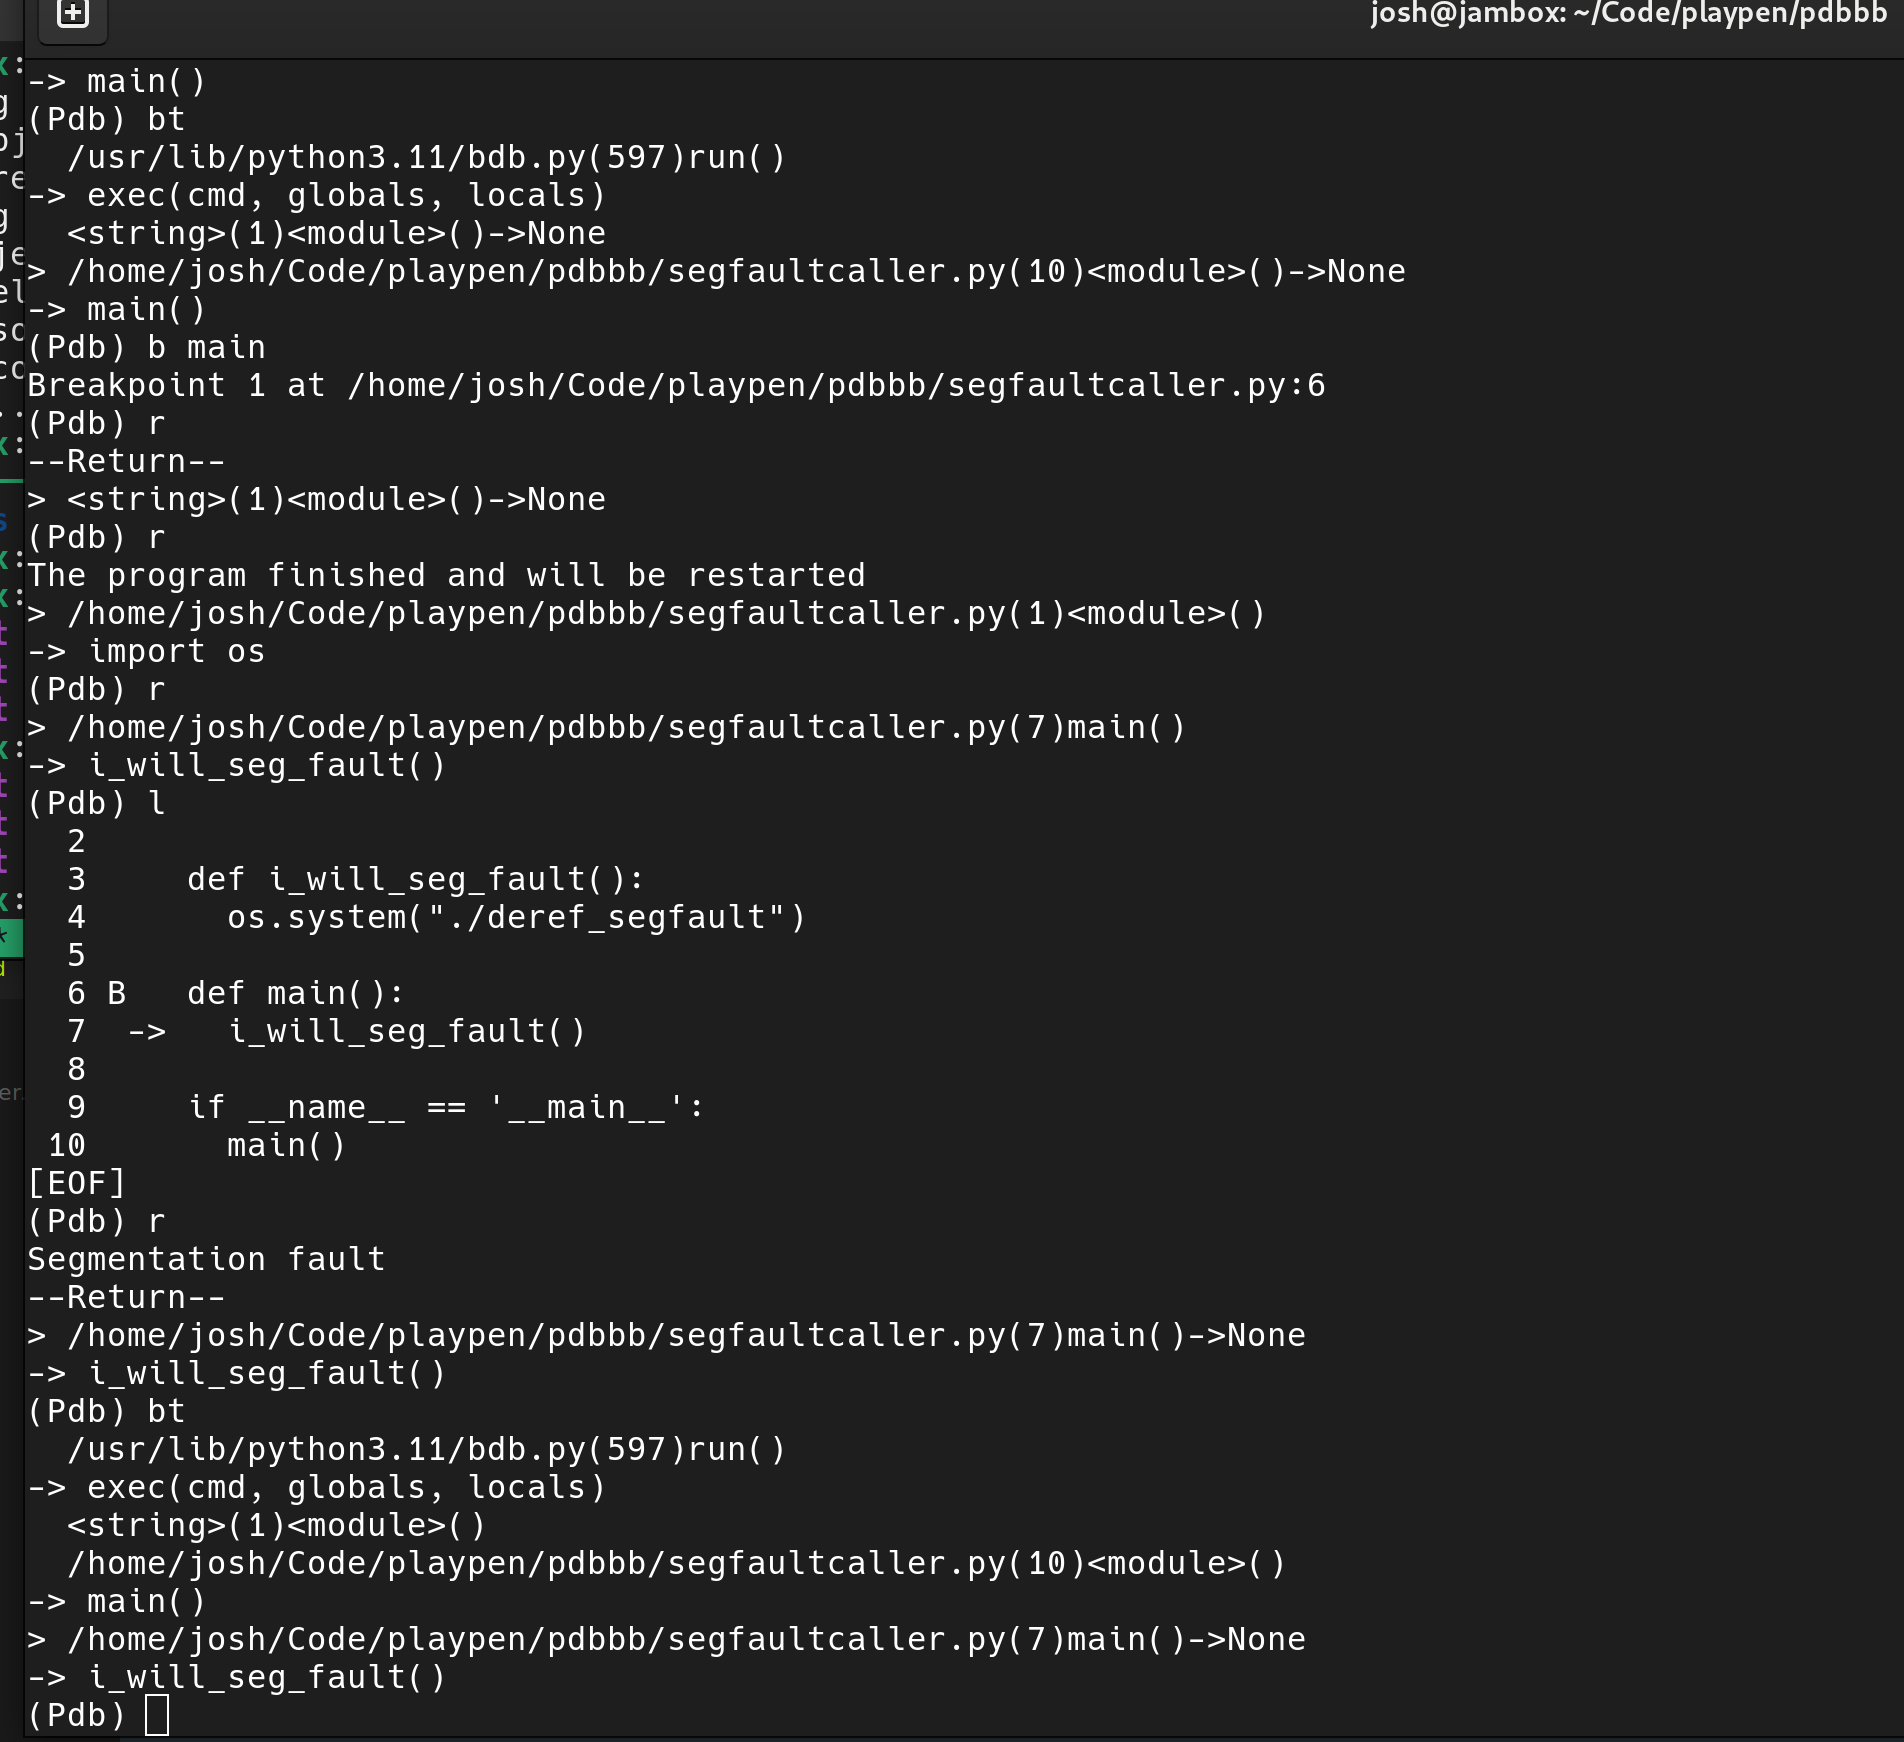 josh@jambox: ~/Code/playpen/pdbbb
-> main()
(Pdb) bt
  /usr/lib/python3.11/bdb.py(597)run()
-> exec(cmd, globals, locals)
  <string>(1)<module>()->None
> /home/josh/Code/playpen/pdbbb/segfaultcaller.py(10)<module>()->None
-> main()
(Pdb) b main
Breakpoint 1 at /home/josh/Code/playpen/pdbbb/segfaultcaller.py:6
(Pdb) r
--Return--
> <string>(1)<module>()->None
(Pdb) r
The program finished and will be restarted
> /home/josh/Code/playpen/pdbbb/segfaultcaller.py(1)<module>()
-> import os
(Pdb) r
> /home/josh/Code/playpen/pdbbb/segfaultcaller.py(7)main()
-> i_will_seg_fault()
(Pdb) l
  2
  3     def i_will_seg_fault():
  4       os.system("./deref_segfault")
  5
  6 B   def main():
  7  ->   i_will_seg_fault()
  8
  9     if __name__ == '__main__':
 10       main()
[EOF]
(Pdb) r
Segmentation fault
--Return--
> /home/josh/Code/playpen/pdbbb/segfaultcaller.py(7)main()->None
-> i_will_seg_fault()
(Pdb) bt
  /usr/lib/python3.11/bdb.py(597)run()
-> exec(cmd, globals, locals)
  <string>(1)<module>()
  /home/josh/Code/playpen/pdbbb/segfaultcaller.py(10)<module>()
-> main()
> /home/josh/Code/playpen/pdbbb/segfaultcaller.py(7)main()->None
-> i_will_seg_fault()
(Pdb)